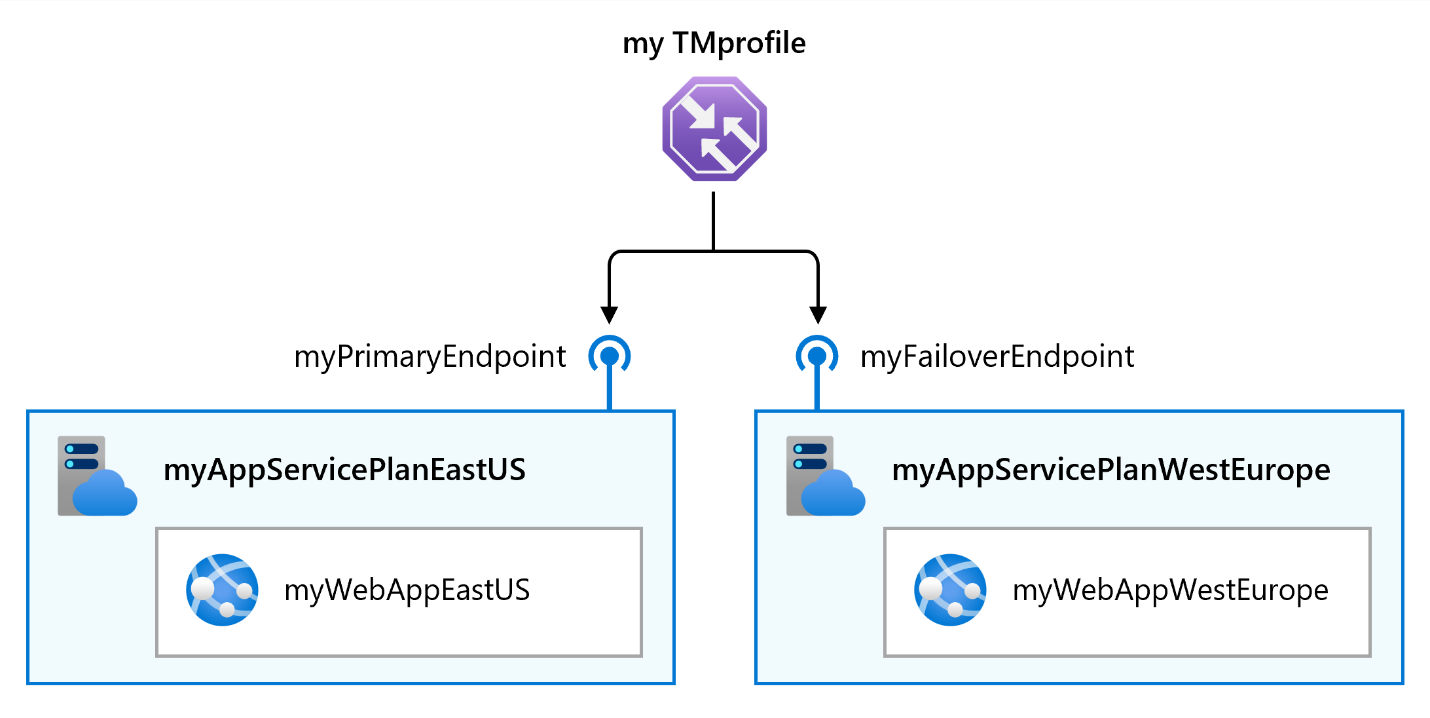 my TMprofile
myPrimaryEndpoint
myFailoverEndpoint
myAppServicePlanEastUS
myAppServicePlanWestEurope
myWebAppEastUS
myWebAppWestEurope